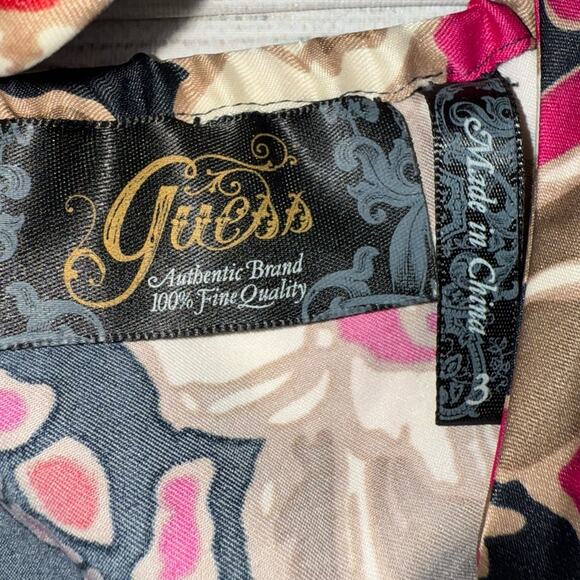 Guess
Authentic Brand
100% Fine Quality
Made in China
3